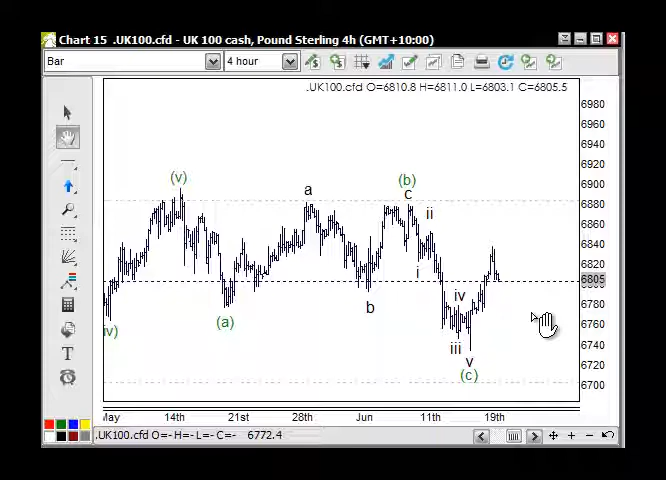 Chart 15 .UK100.cfd - UK 100 cash, Pound Sterling 4h (GMT+10:00)
Bar 4 hour
.UK100.cfd O=6810.8 H=6811.0 L=6803.1 C=6805.5
6980
6960
6940
6920
6900
6880
6860
6840
6820
6805
6780
6760
6740
6720
6700
(v)
a
(b)
c
ii
i
b
iv
(a)
iv)
iii
v
(c)
T
May 14th 21st 28th Jun 11th 19th
.UK100.cfd O=- H=- L=- C=- 6772.4